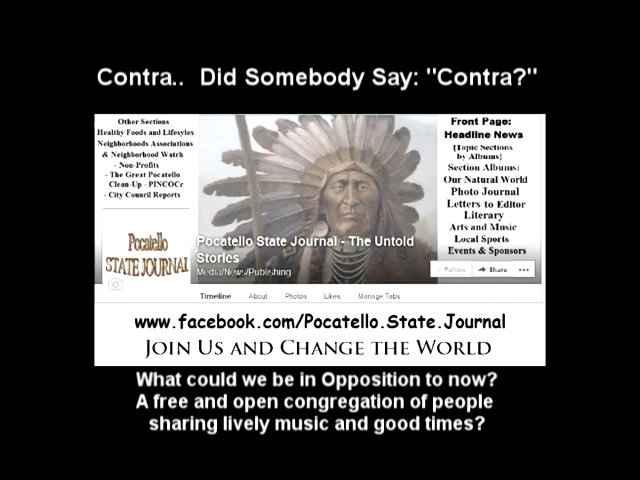 Contra.. Did Somebody Say: "Contra?"
Other Sections
Healthy Foods and Lifesyles
Neighborhoods Associations
& Neighborhood Watch
- Non-Profits
- The Great Pocatello
Clean-Up - PINCOCc
- City Council Reports
Pocatello
STATE JOURNAL
Pocatello State Journal - The Untold
Stories
Media/News/Publishing
Front Page:
Headline News
(Topic Sections
by Albums)
Section Albums:
Our Natural World
Photo Journal
Letters to Editor
Literary
Arts and Music
Local Sports
Events & Sponsors
Follow Share •••
Timeline About Photos Likes Manage Tabs
www.facebook.com/Pocatello.State.Journal
Join Us and Change the World
What could we be in Opposition to now?
A free and open congregation of people
sharing lively music and good times?